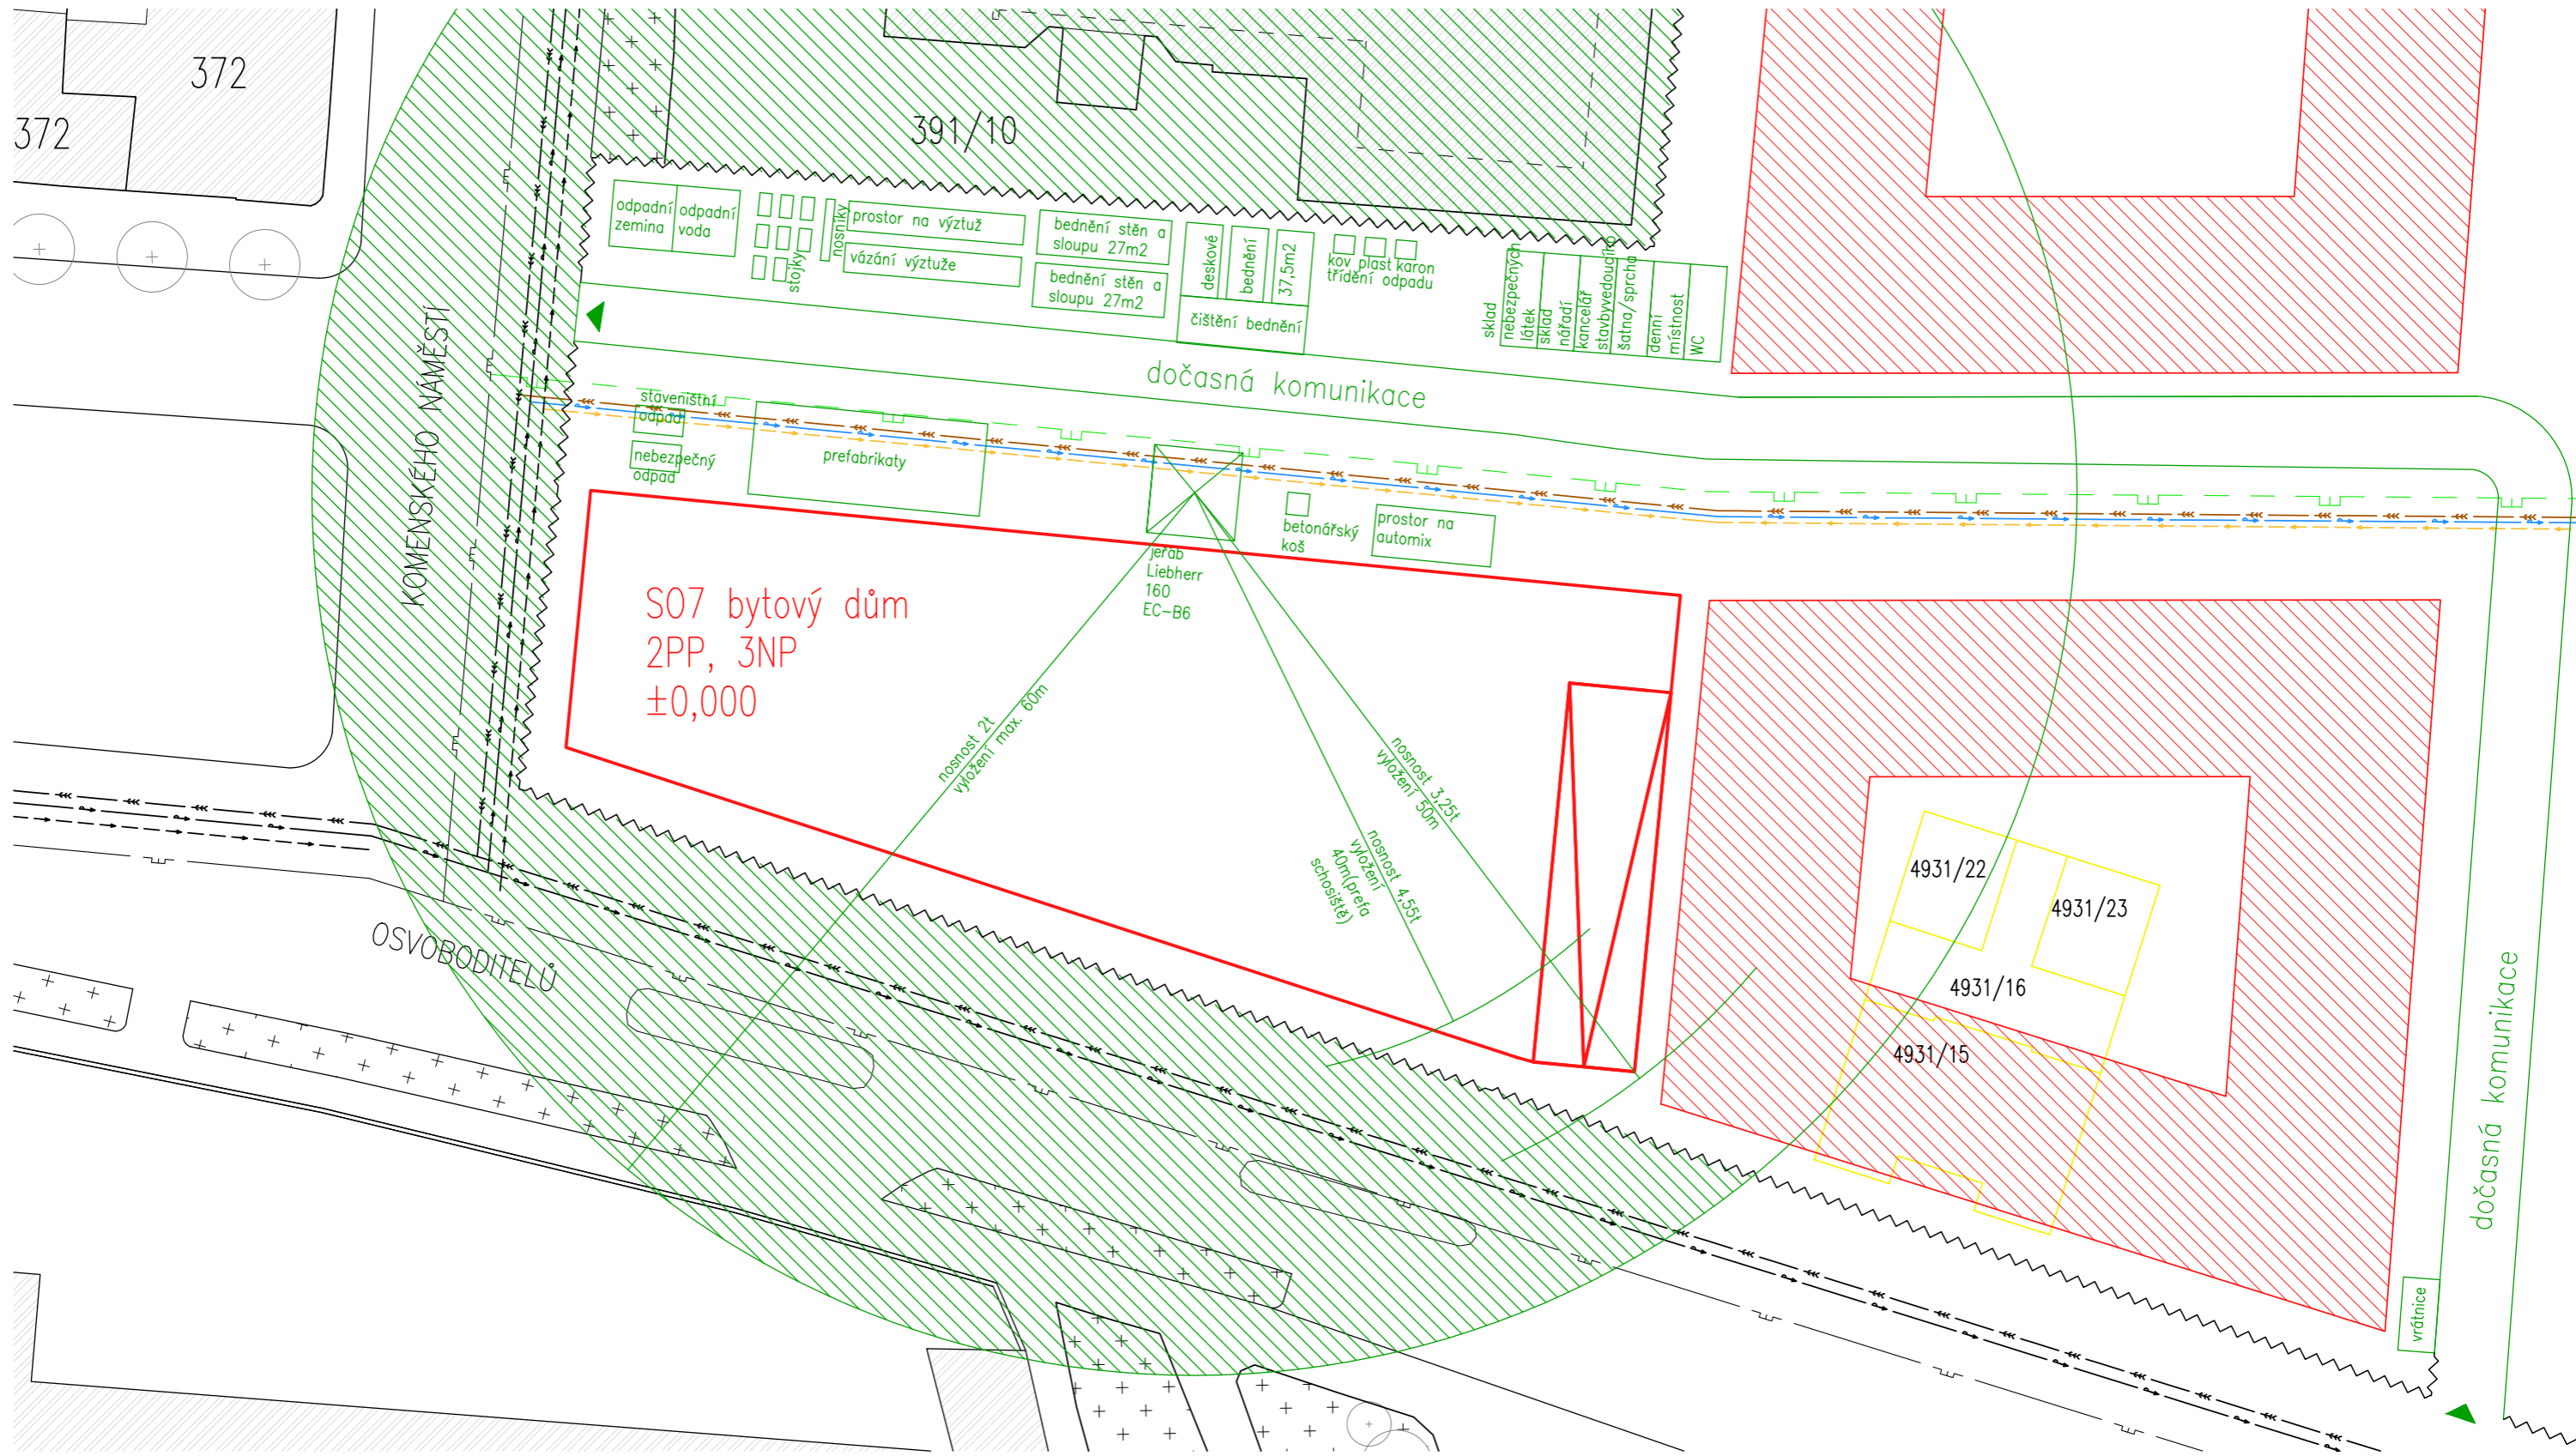 372
372
391/10
odpadní
zemina
odpadní
voda
stojky
nosníky
prostor na výztuž
vázání výztuže
bednění stěn a
sloupu 27m2
bednění stěn a
sloupu 27m2
deskové
bednění
37,5m2
čištění bednění
kov plast karon
třídění odpadu
sklad
nebezpečných
látek
sklad
nářadí
kancelář
stavbyvedoucího
šatna/sprcha
denní
místnost
WC
KOMENSKÉHO NÁMĚSTÍ
dočasná komunikace
staveništní
odpad
nebezpečný
odpad
prefabrikaty
jeřáb
Liebherr
160
EC-B6
betonářský
koš
prostor na
automix
S07 bytový dům
2PP, 3NP
±0,000
nosnost 2t
vyložení max. 60m
nosnost 3,25t
vyložení 50m
nosnost 4,55t
vyložení
40m(prefa
schosiště)
4931/22
4931/23
4931/16
4931/15
OSVOBODITELŮ
dočasná komunikace
vrátnice